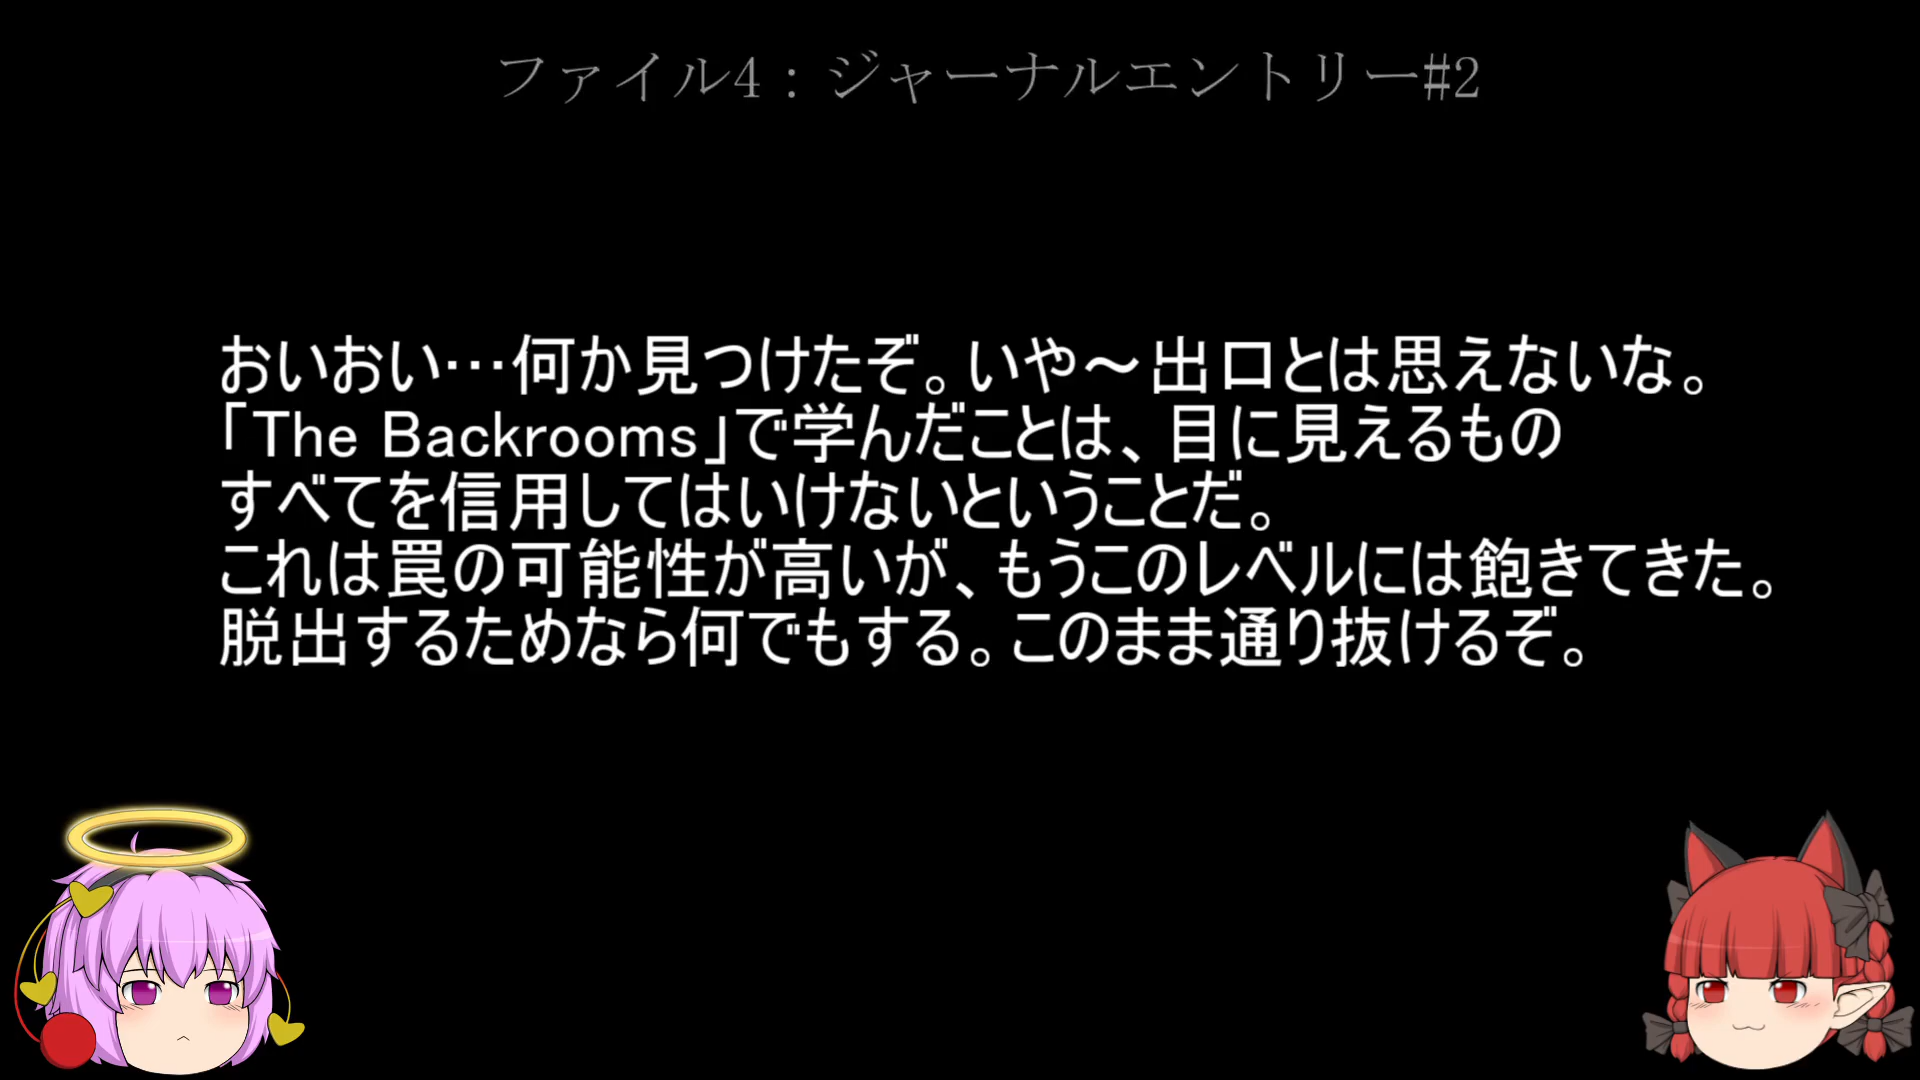 ファイル4：ジャーナルエントリー#2
おいおい…何か見つけたぞ。いや～出口とは思えないな。
「The Backrooms」で学んだことは、目に見えるもの
すべてを信用してはいけないということだ。
これは罠の可能性が高いが、もうこのレベルには飽きてきた。
脱出するためなら何でもする。このまま通り抜けるぞ。